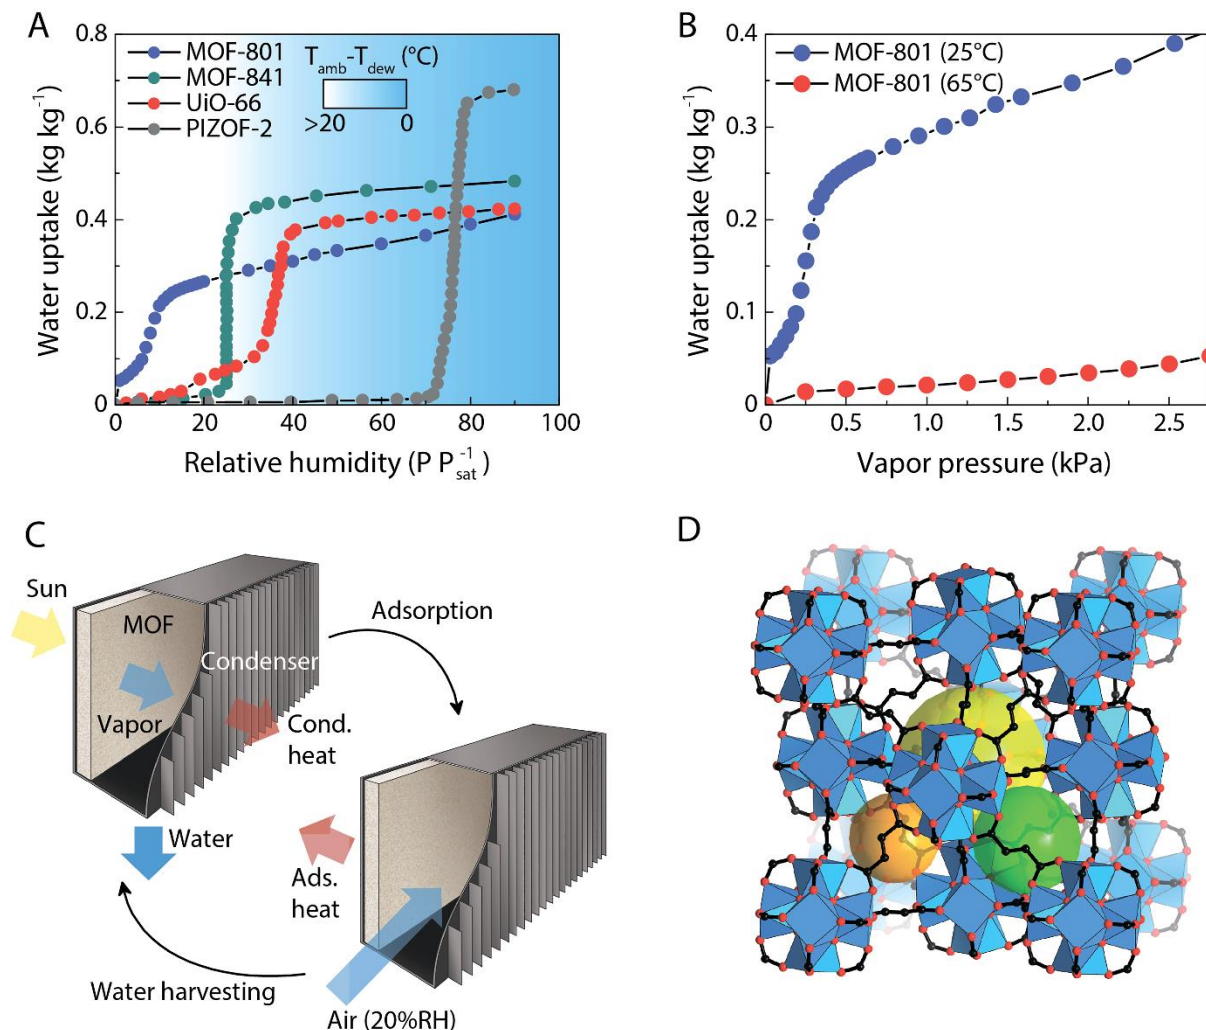 A
0.8
0.6
0.4
0.2
0
Water uptake (kg kg⁻¹)
MOF-801
MOF-841
UiO-66
PIZOF-2
T_amb-T_dew (°C)
>20 0
0 20 40 60 80 100
Relative humidity (P P_sat⁻¹)
B
0.4
0.3
0.2
0.1
0
Water uptake (kg kg⁻¹)
MOF-801 (25°C)
MOF-801 (65°C)
0.0 0.5 1.0 1.5 2.0 2.5
Vapor pressure (kPa)
C
Sun
MOF
Condenser
Vapor
Cond.
heat
Water
Adsorption
Ads.
heat
Water harvesting
Air (20%RH)
D